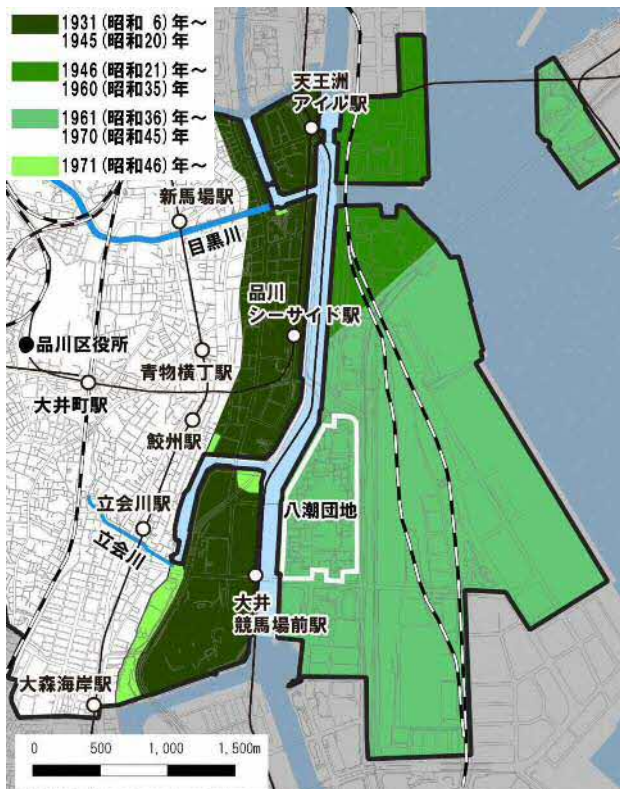 1931(昭和 6)年～
1945(昭和20)年
1946(昭和21)年～
1960(昭和35)年
1961(昭和36)年～
1970(昭和45)年
1971(昭和46)年～
天王洲
アイル駅
新馬場駅
目黒川
品川
シーサイド駅
品川区役所
青物横丁駅
大井町駅
鮫州駅
八潮団地
立会川駅
立会川
大井
競馬場前駅
大森海岸駅
0 500 1,000 1,500m